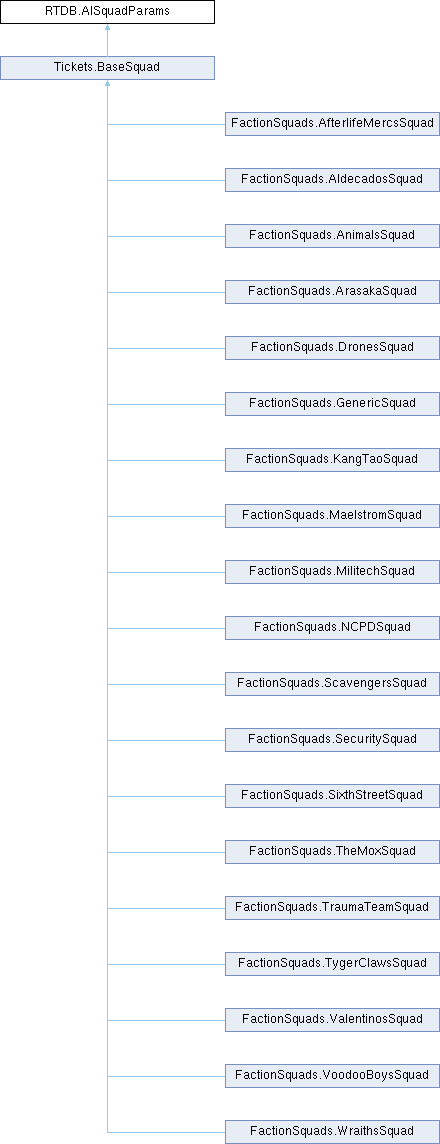 RTDB.AISquadParams
Tickets.BaseSquad
FactionSquads.AfterlifeMercsSquad
FactionSquads.AldecadosSquad
FactionSquads.AnimalsSquad
FactionSquads.ArasakaSquad
FactionSquads.DronesSquad
FactionSquads.GenericSquad
FactionSquads.KangTaoSquad
FactionSquads.MaelstromSquad
FactionSquads.MilitechSquad
FactionSquads.NCPDSquad
FactionSquads.ScavengersSquad
FactionSquads.SecuritySquad
FactionSquads.SixthStreetSquad
FactionSquads.TheMoxSquad
FactionSquads.TraumaTeamSquad
FactionSquads.TygerClawsSquad
FactionSquads.ValentinosSquad
FactionSquads.VoodooBoysSquad
FactionSquads.WraithsSquad